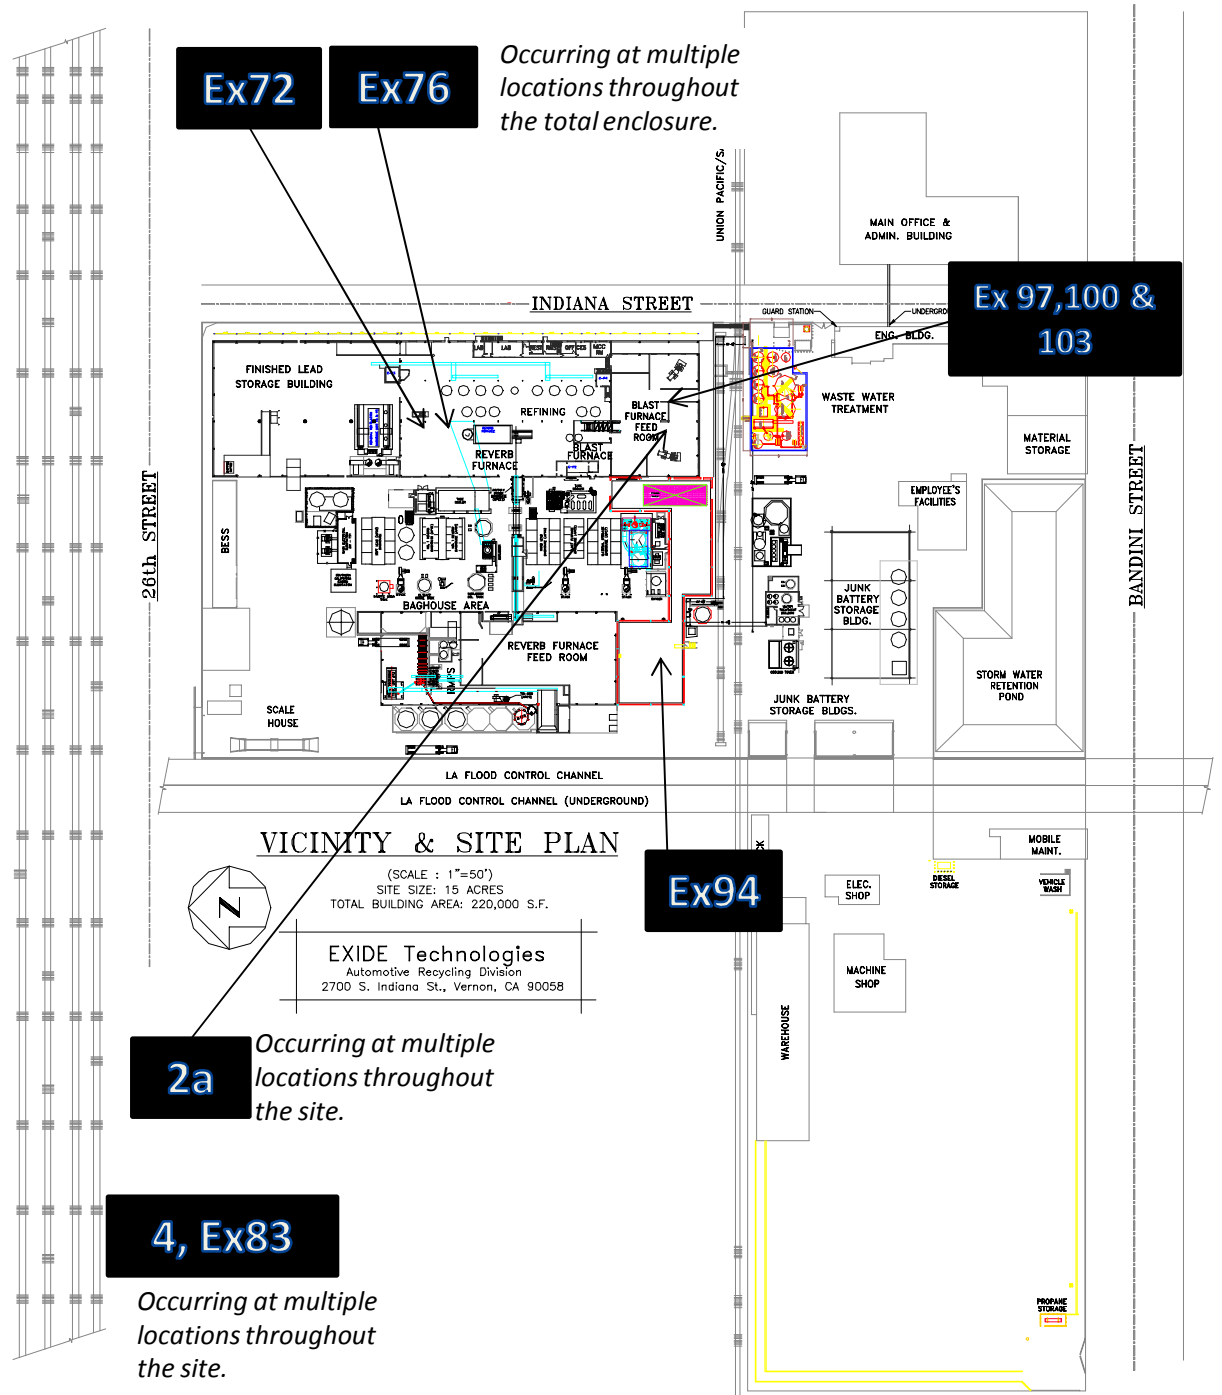 Ex72
Ex76
Occurring at multiple
locations throughout
the total enclosure.
UNION PACIFIC/S
MAIN OFFICE &
ADMIN. BUILDING
Ex 97,100 &
103
INDIANA STREET
GUARD STATION
UNDERGR
ENG. BLDG.
FINISHED LEAD
STORAGE BUILDING
LAB
LAB
OFFICES
MCC
RM
REFINING
BLAST
FURNACE
FEED
ROOM
REVERB
FURNACE
BLAST
FURNACE
WASTE WATER
TREATMENT
MATERIAL
STORAGE
EMPLOYEE'S
FACILITIES
26th STREET
BANDINI STREET
BESS
BAGHOUSE AREA
JUNK
BATTERY
STORAGE
BLDG.
REVERB FURNACE
FEED ROOM
STORM WATER
RETENTION
POND
SCALE
HOUSE
JUNK BATTERY
STORAGE BLDGS.
LA FLOOD CONTROL CHANNEL
LA FLOOD CONTROL CHANNEL (UNDERGROUND)
VICINITY & SITE PLAN
(SCALE : 1"=50')
SITE SIZE: 15 ACRES
TOTAL BUILDING AREA: 220,000 S.F.
N
EXIDE Technologies
Automotive Recycling Division
2700 S. Indiana St., Vernon, CA 90058
Ex94
CK
MOBILE
MAINT.
DIESEL
STORAGE
VEHICLE
WASH
ELEC.
SHOP
MACHINE
SHOP
WAREHOUSE
2a
Occurring at multiple
locations throughout
the site.
4, Ex83
Occurring at multiple
locations throughout
the site.
PROPANE
STORAGE